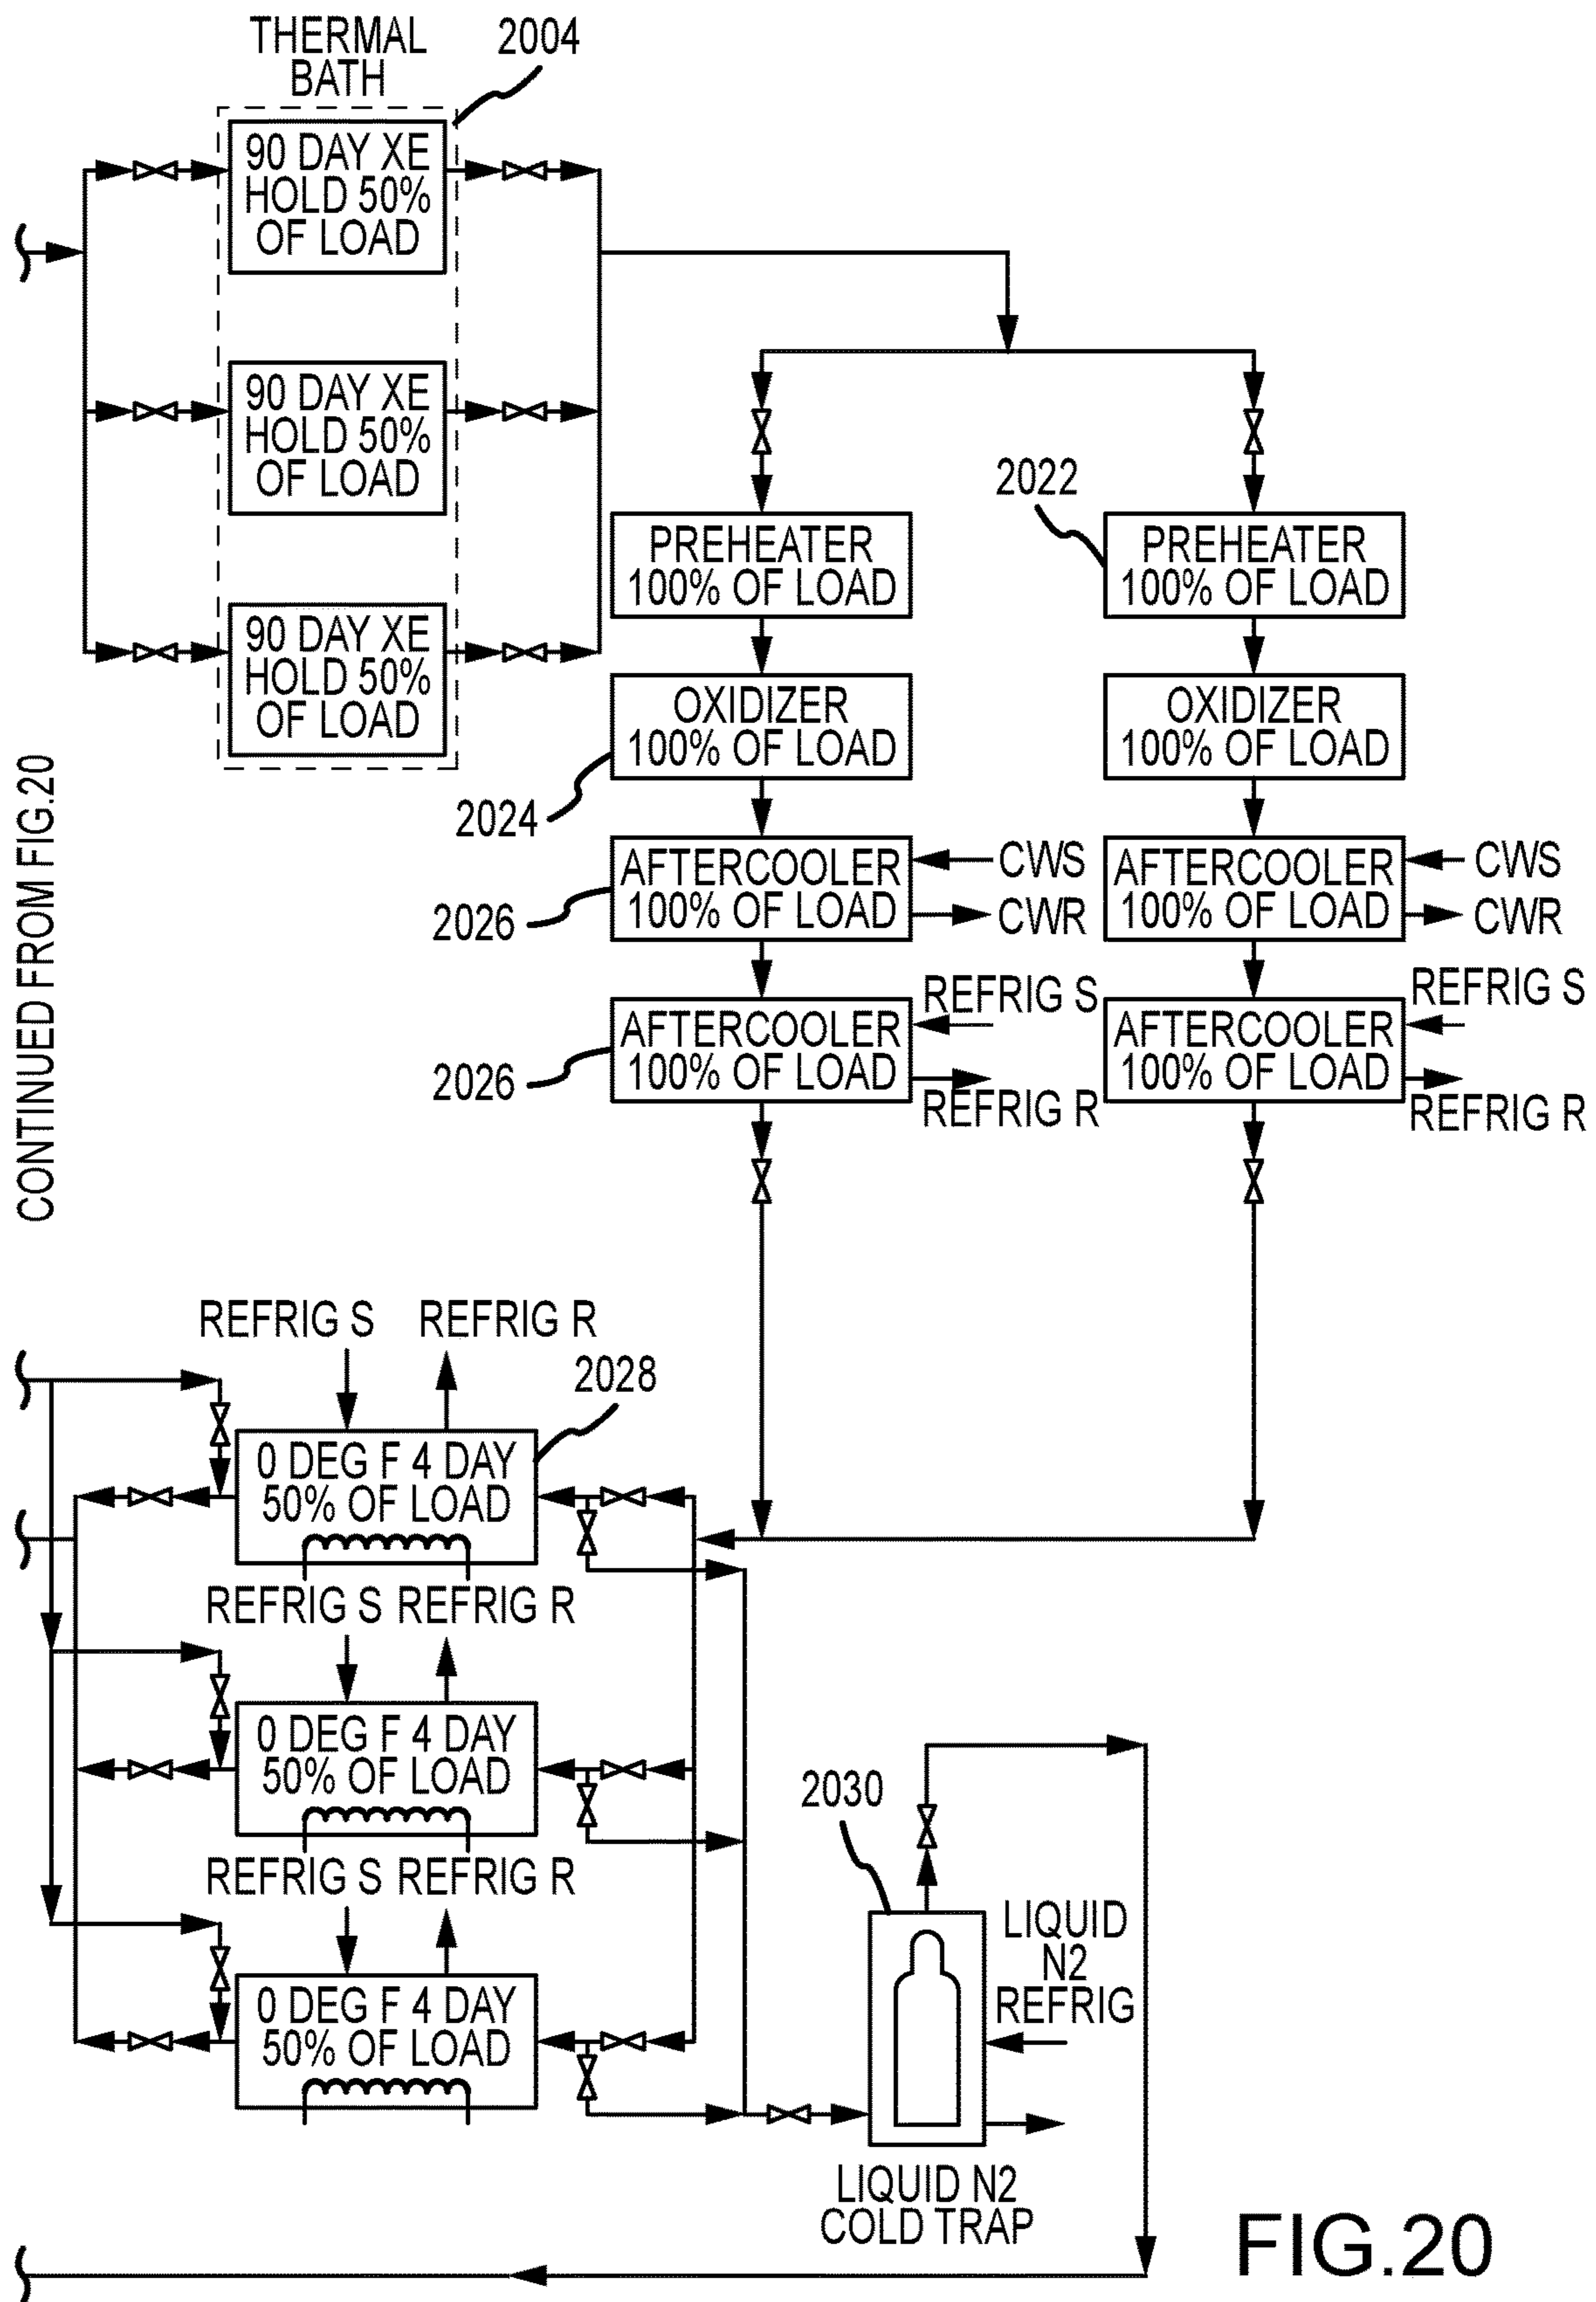 THERMAL
BATH
2004
90 DAY XE
HOLD 50%
OF LOAD
90 DAY XE
HOLD 50%
OF LOAD
90 DAY XE
HOLD 50%
OF LOAD
CONTINUED FROM FIG.20
2022
PREHEATER
100% OF LOAD
PREHEATER
100% OF LOAD
OXIDIZER
100% OF LOAD
OXIDIZER
100% OF LOAD
2024
AFTERCOOLER
100% OF LOAD
CWS
CWR
AFTERCOOLER
100% OF LOAD
CWS
CWR
2026
REFRIG S
REFRIG S
AFTERCOOLER
100% OF LOAD
AFTERCOOLER
100% OF LOAD
2026
REFRIG R
REFRIG R
REFRIG S
REFRIG R
2028
0 DEG F 4 DAY
50% OF LOAD
REFRIG S
REFRIG R
0 DEG F 4 DAY
50% OF LOAD
REFRIG S
REFRIG R
0 DEG F 4 DAY
50% OF LOAD
2030
LIQUID
N2
REFRIG
LIQUID N2
COLD TRAP
FIG.20